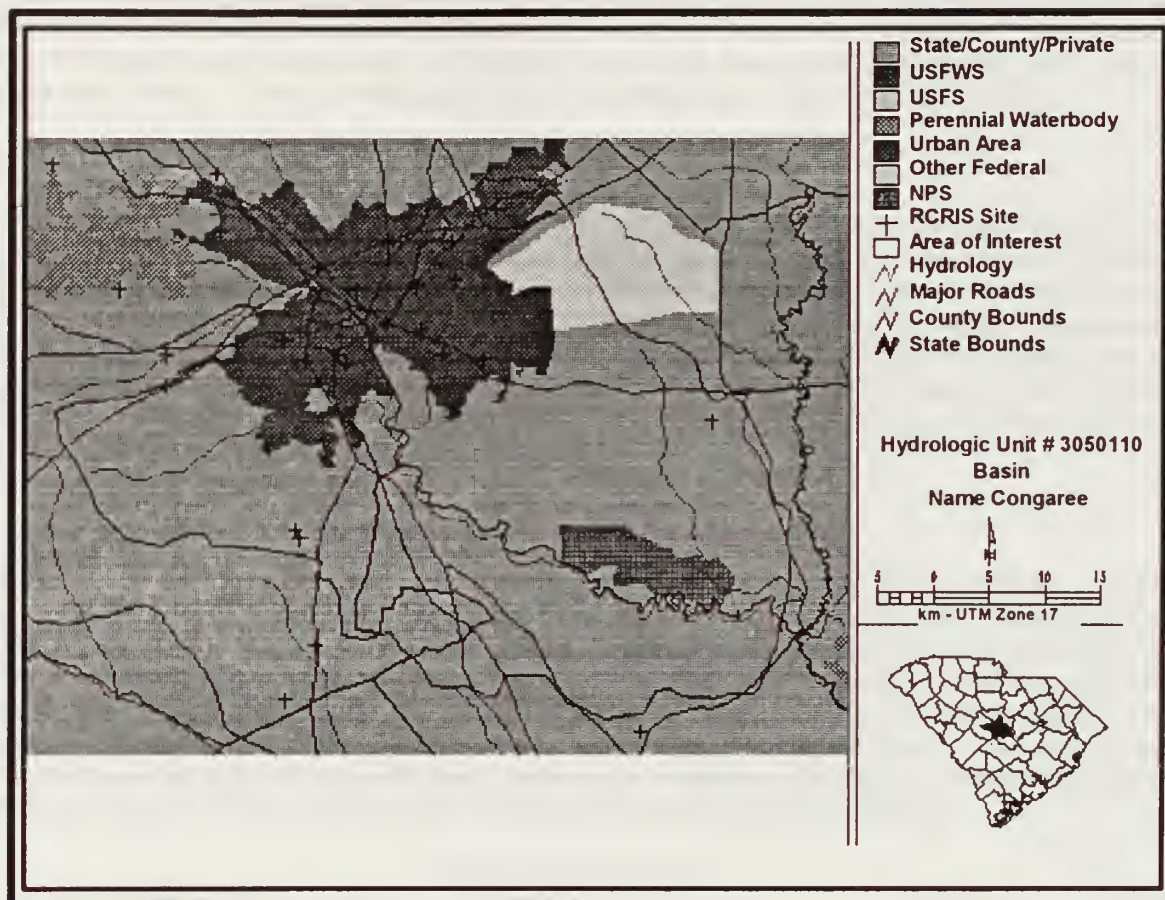 State/County/Private
USFWS
USFS
Perennial Waterbody
Urban Area
Other Federal
NPS
RCRIS Site
Area of Interest
Hydrology
Major Roads
County Bounds
State Bounds
Hydrologic Unit # 3050110
Basin
Name Congaree
5 0 5 10 15
km - UTM Zone 17